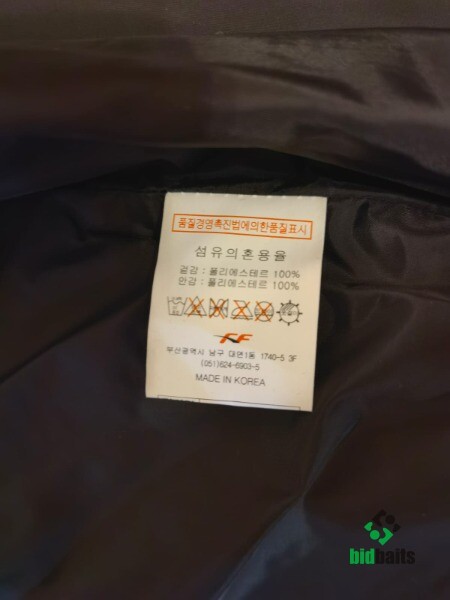 품질경영촉진법에의한품질표시
섬유의혼용율
겉감 : 폴리에스테르 100%
안감 : 폴리에스테르 100%
FF
부산광역시 남구 대연1동 1740-5 3F
(051)624-6903-5
MADE IN KOREA
bidbaits